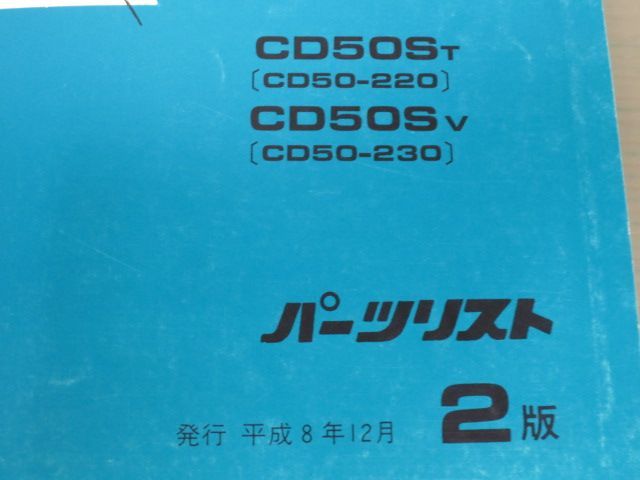 CD50ST
〔CD50-220〕
CD50SV
〔CD50-230〕
パーツリスト
発行 平成8年12月 2版